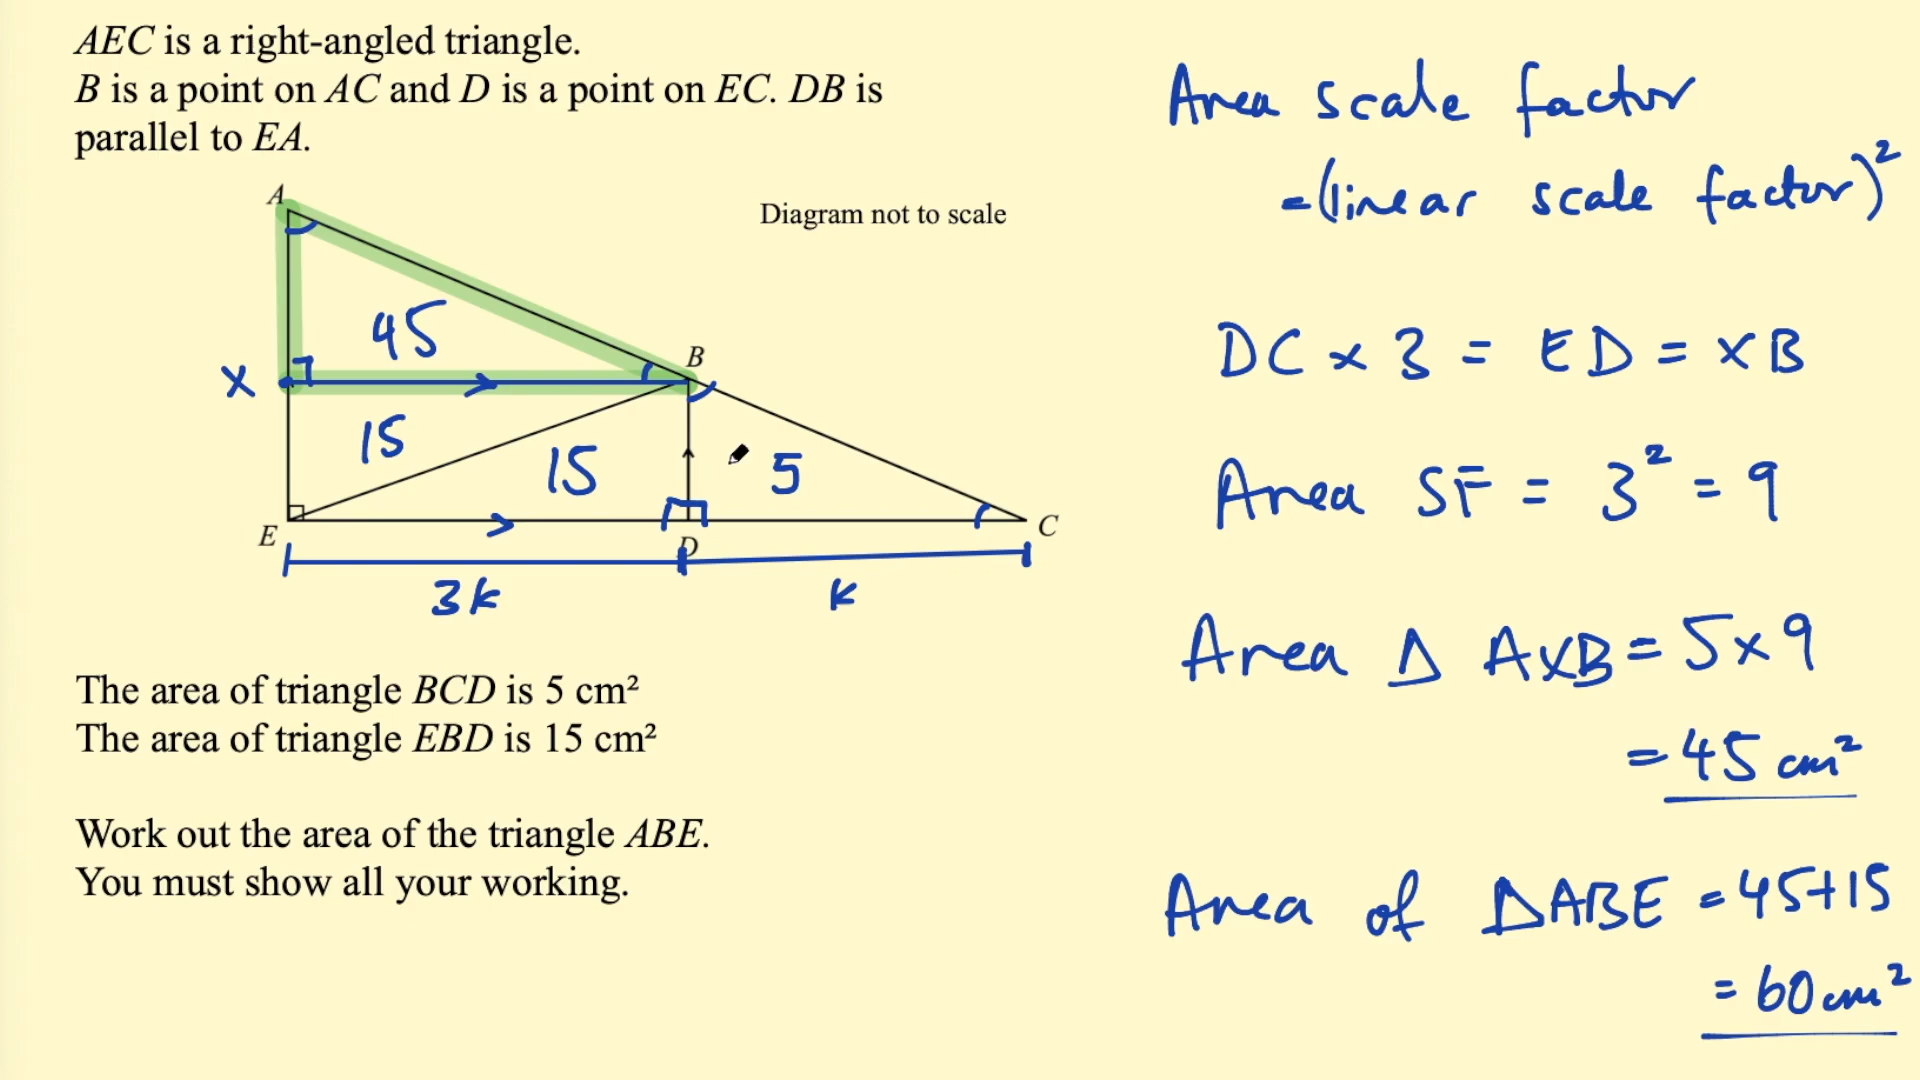 AEC is a right-angled triangle.
B is a point on AC and D is a point on EC. DB is
parallel to EA.
Diagram not to scale
A
45
B
X
15
15
5
E
D
C
3k
k
The area of triangle BCD is 5 cm²
The area of triangle EBD is 15 cm²
Work out the area of the triangle ABE.
You must show all your working.
Area scale factor
=(linear scale factor)²
DC × 3 = ED = XB
Area SF = 3² = 9
Area Δ AXB = 5×9
= 45 cm²
Area of ΔABE = 45+15
= 60 cm²